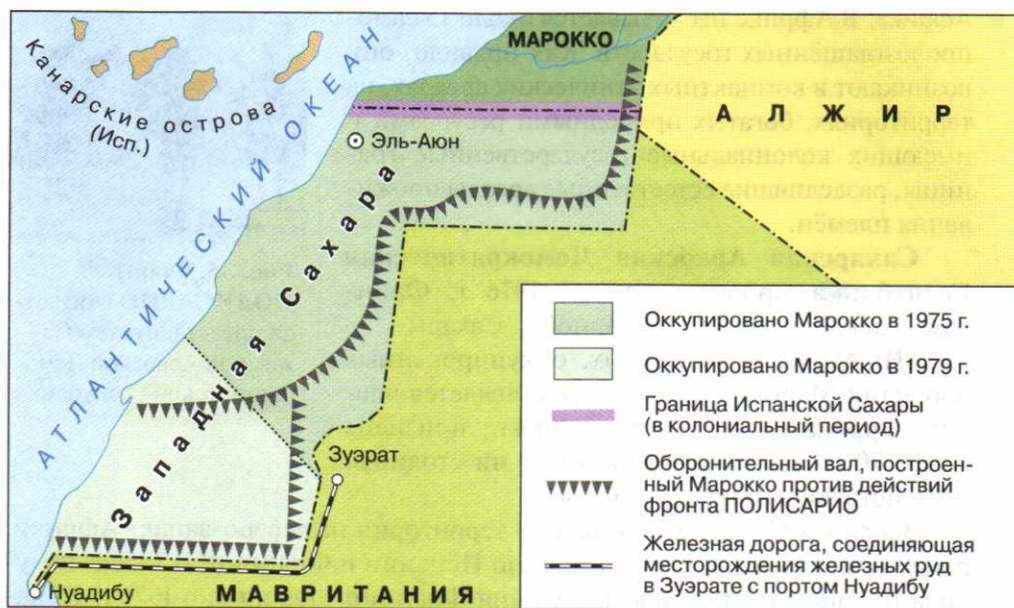 МАРОККО
АЛЖИР
Канарские острова
(Исп.)
АТЛАНТИЧЕСКИЙ ОКЕАН
Эль-Аюн
Западная Сахара
Зуэрат
Нуадибу
МАВРИТАНИЯ
Оккупировано Марокко в 1975 г.
Оккупировано Марокко в 1979 г.
Граница Испанской Сахары
(в колониальный период)
Оборонительный вал, построен-
ный Марокко против действий
фронта ПОЛИСАРИО
Железная дорога, соединяющая
месторождения железных руд
в Зуэрате с портом Нуадибу